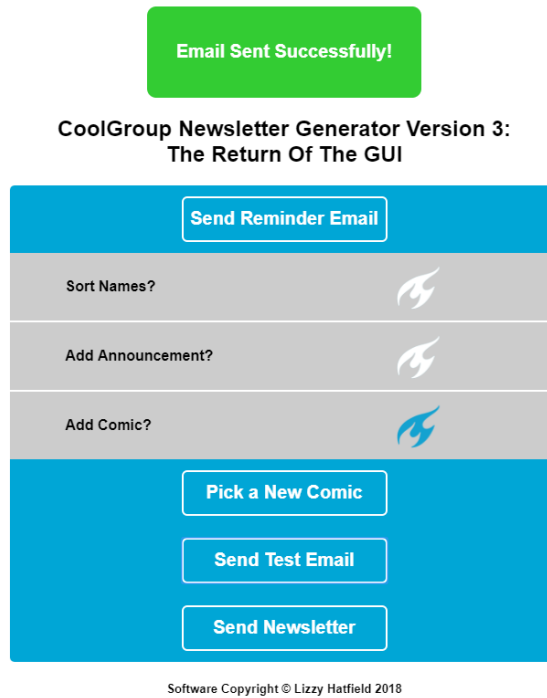 Email Sent Successfully!
CoolGroup Newsletter Generator Version 3:
The Return Of The GUI
Send Reminder Email
Sort Names?
Add Announcement?
Add Comic?
Pick a New Comic
Send Test Email
Send Newsletter
Software Copyright © Lizzy Hatfield 2018